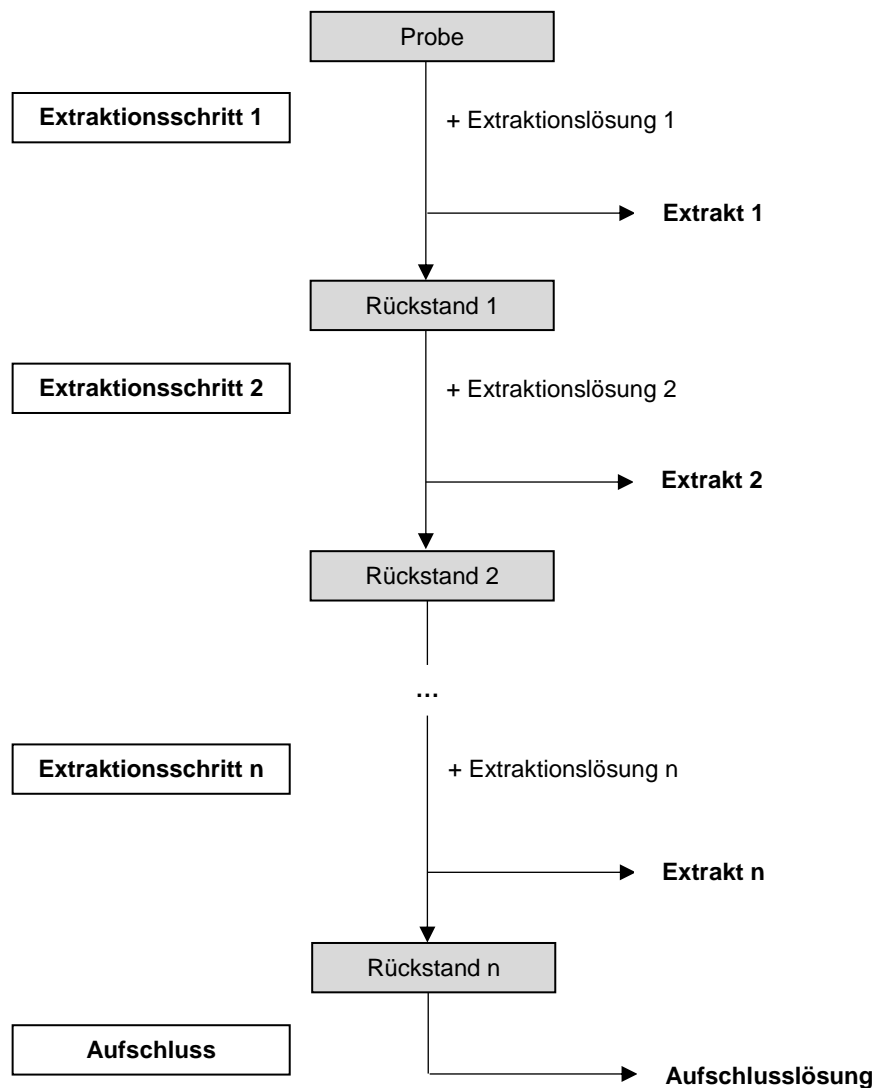 Probe
Extraktionsschritt 1
+ Extraktionslösung 1
Extrakt 1
Rückstand 1
Extraktionsschritt 2
+ Extraktionslösung 2
Extrakt 2
Rückstand 2
...
Extraktionsschritt n
+ Extraktionslösung n
Extrakt n
Rückstand n
Aufschluss
Aufschlusslösung